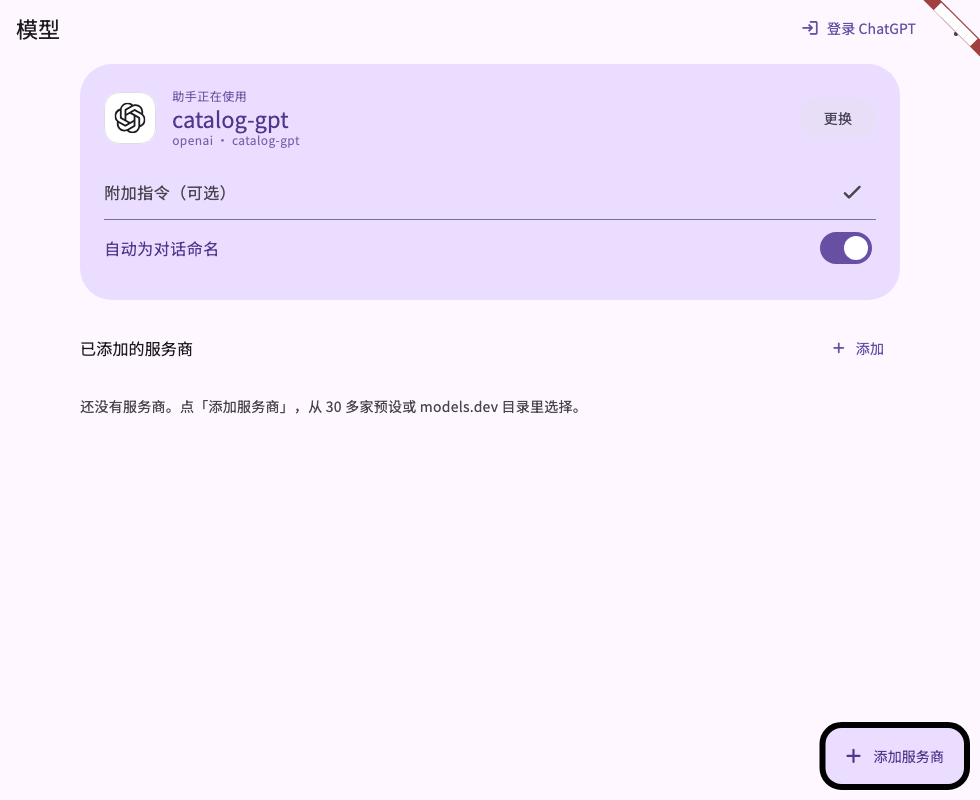 模型
登录 ChatGPT
助手正在使用
catalog-gpt
openai · catalog-gpt
更换
附加指令（可选）
自动为对话命名
已添加的服务商
添加
还没有服务商。点「添加服务商」，从 30 多家预设或 models.dev 目录里选择。
添加服务商